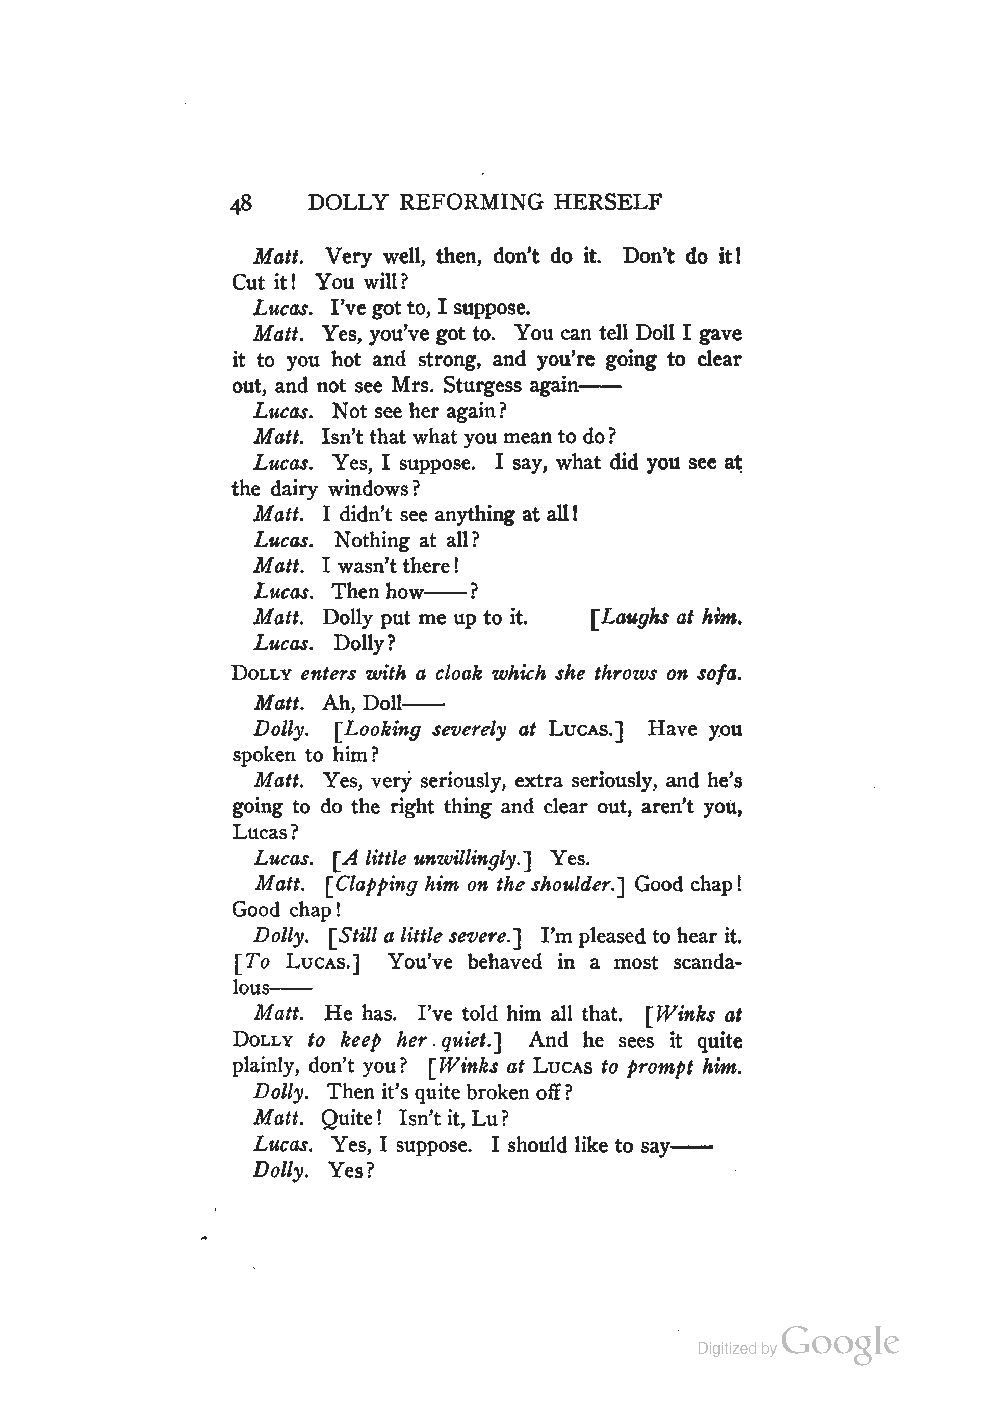 48 DOLLY REFORMING HERSELF
Matt. Very well, then, don't do it. Don't do it!
Cut it! You will?
Lucas. I've got to, I suppose.
Matt. Yes, you've got to. You can tell Doll I gave
it to you hot and strong, and you're going to clear
out, and not see Mrs. Sturgess again——
Lucas. Not see her again?
Matt. Isn't that what you mean to do?
Lucas. Yes, I suppose. I say, what did you see at
the dairy windows?
Matt. I didn't see anything at all!
Lucas. Nothing at all?
Matt. I wasn't there!
Lucas. Then how——?
Matt. Dolly put me up to it. [Laughs at him.
Lucas. Dolly?
DOLLY enters with a cloak which she throws on sofa.
Matt. Ah, Doll——
Dolly. [Looking severely at LUCAS.] Have you
spoken to him?
Matt. Yes, very seriously, extra seriously, and he's
going to do the right thing and clear out, aren't you,
Lucas?
Lucas. [A little unwillingly.] Yes.
Matt. [Clapping him on the shoulder.] Good chap!
Good chap!
Dolly. [Still a little severe.] I'm pleased to hear it.
[To LUCAS.] You've behaved in a most scanda-
lous——
Matt. He has. I've told him all that. [Winks at
DOLLY to keep her quiet.] And he sees it quite
plainly, don't you? [Winks at LUCAS to prompt him.
Dolly. Then it's quite broken off?
Matt. Quite! Isn't it, Lu?
Lucas. Yes, I suppose. I should like to say——
Dolly. Yes?
Digitized by Google